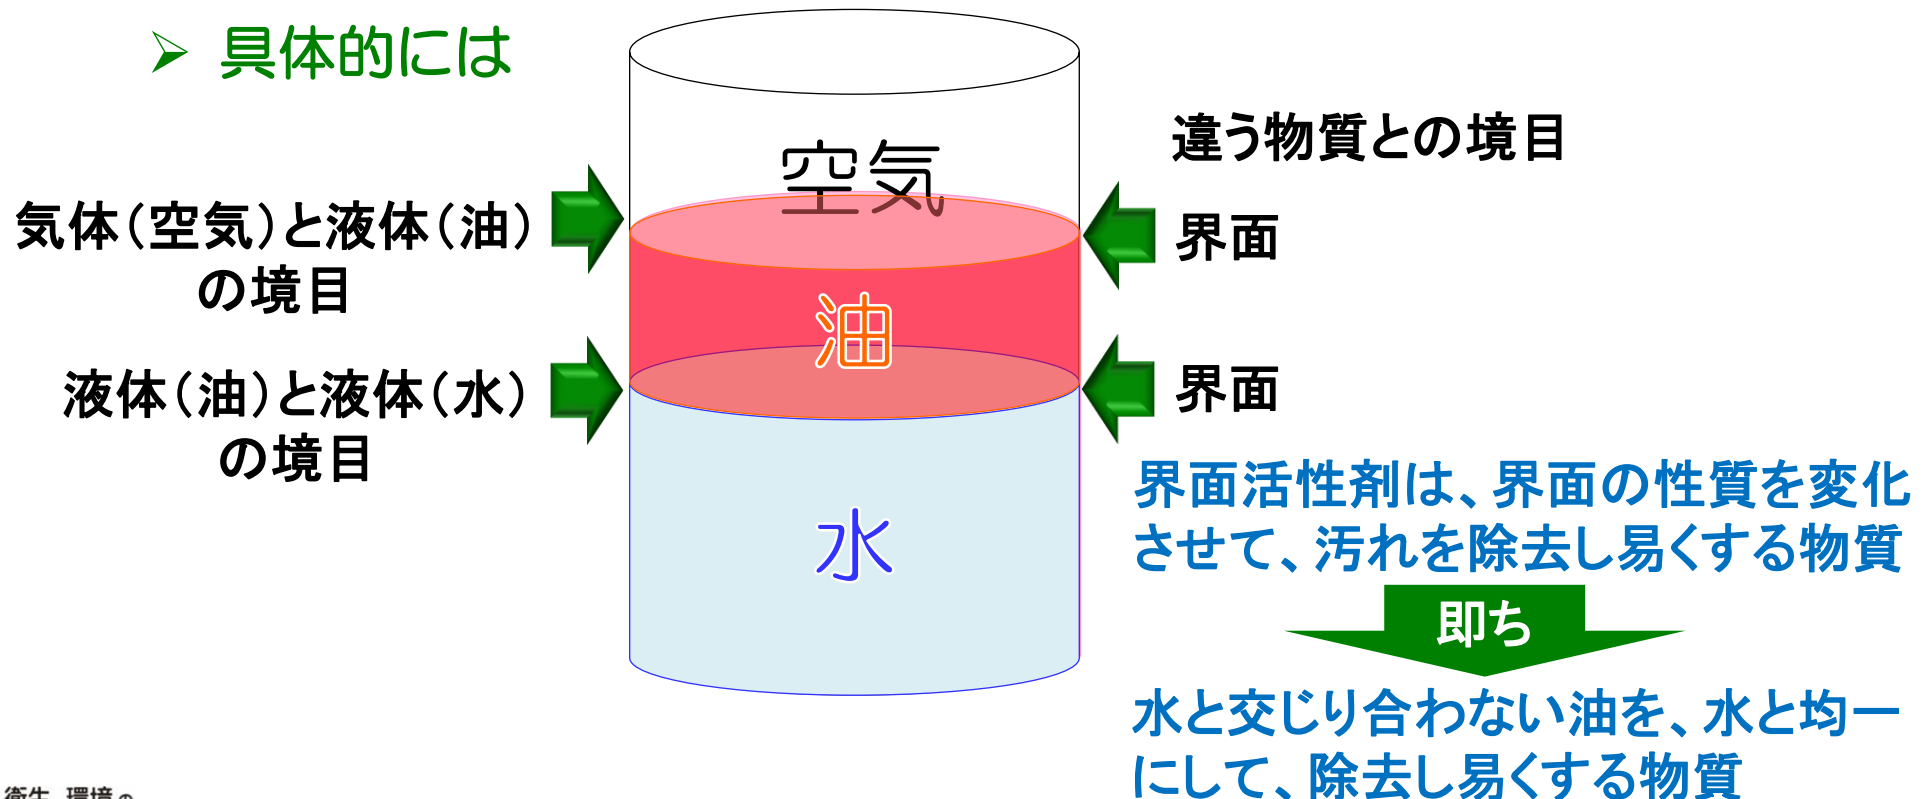 ➢ 具体的には
空気
違う物質との境目
気体（空気）と液体（油）
の境目
界面
油
液体（油）と液体（水）
の境目
界面
水
界面活性剤は、界面の性質を変化
させて、汚れを除去し易くする物質
即ち
水と交じり合わない油を、水と均一
にして、除去し易くする物質
衛生 環境の